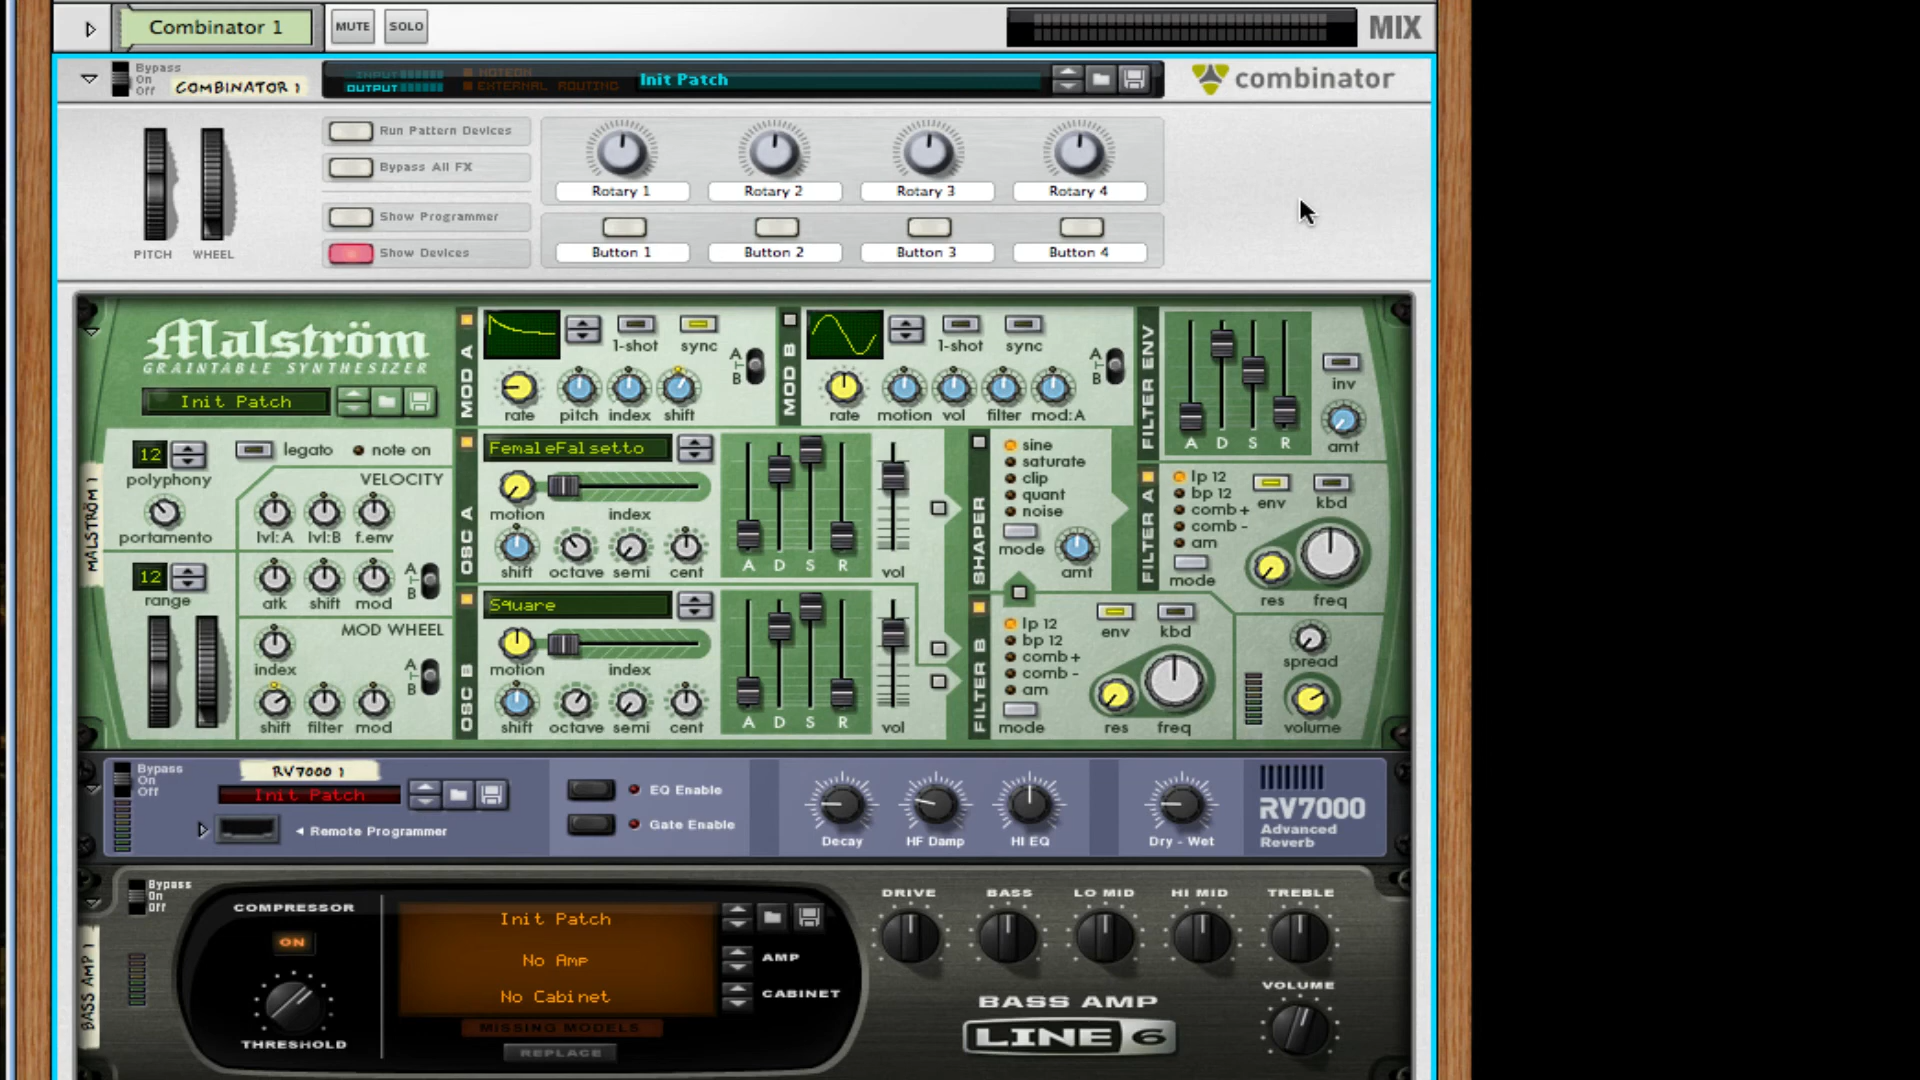 Combinator 1 MUTE SOLO MIX
Bypass
On
Off
COMBINATOR 1
INPUT
OUTPUT
NOTEON
EXTERNAL ROUTING
Init Patch
combinator
Run Pattern Devices
Bypass All FX
Show Programmer
Show Devices
PITCH WHEEL
Rotary 1 Rotary 2 Rotary 3 Rotary 4
Button 1 Button 2 Button 3 Button 4
Malström
GRAINTABLE SYNTHESIZER
Init Patch
MALSTRÖM 1
12
polyphony
legato note on
portamento
VELOCITY
lvl:A lvl:B f.env
12
range
atk shift mod
A
B
MOD WHEEL
index
A
B
shift filter mod
MOD A
1-shot sync
A
B
rate pitch index shift
MOD B
1-shot sync
A
B
rate motion vol filter mod:A
FILTER ENV
A D S R
inv
amt
OSC A
FemaleFalsetto
motion index
shift octave semi cent
A D S R
vol
OSC B
Square
motion index
shift octave semi cent
A D S R
vol
SHAPER
sine
saturate
clip
quant
noise
mode
amt
FILTER A
lp 12
bp 12
comb +
comb -
am
mode
env kbd
res freq
FILTER B
lp 12
bp 12
comb +
comb -
am
mode
env kbd
res freq
spread
volume
Bypass
On
Off
RV7000 1
Init Patch
Remote Programmer
EQ Enable
Gate Enable
Decay HF Damp HI EQ Dry - Wet
RV7000
Advanced
Reverb
Bypass
On
Off
BASS AMP 1
COMPRESSOR
ON
THRESHOLD
Init Patch
No Amp
No Cabinet
MISSING MODELS
REPLACE
AMP
CABINET
DRIVE BASS LO MID HI MID TREBLE
BASS AMP
LINE 6
VOLUME